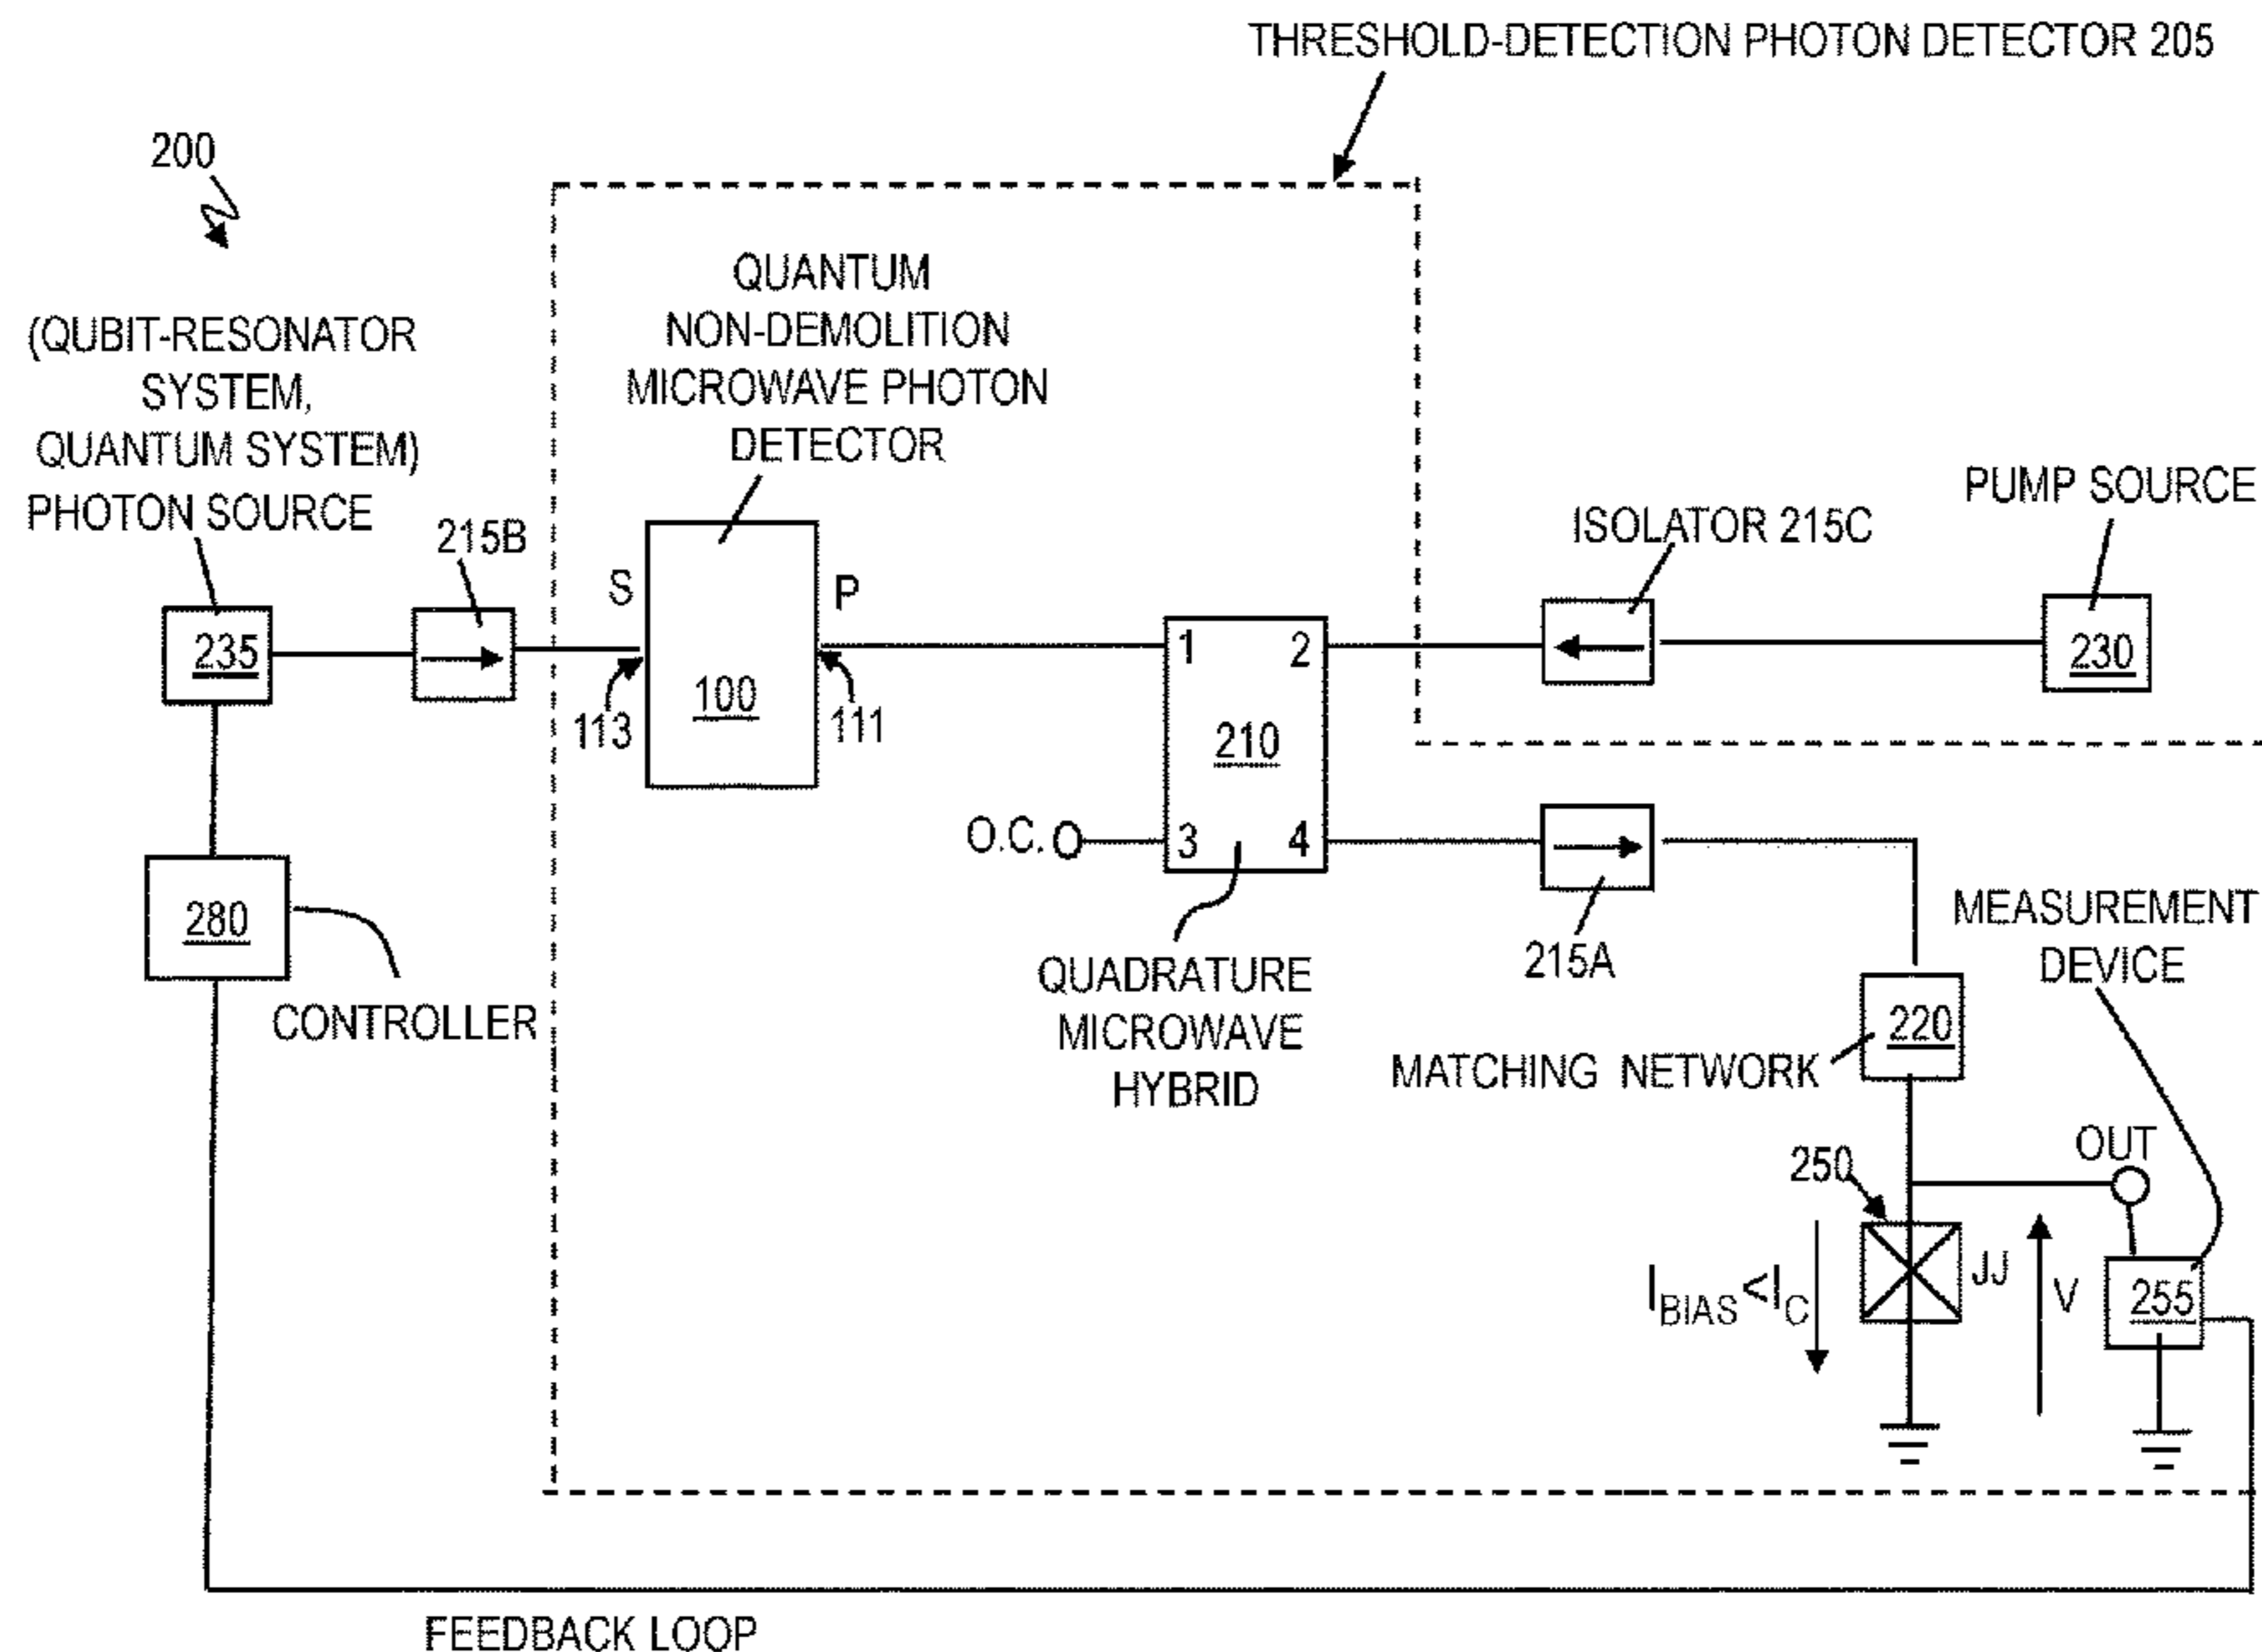 THRESHOLD-DETECTION PHOTON DETECTOR 205
200
(QUBIT-RESONATOR
SYSTEM,
QUANTUM SYSTEM)
PHOTON SOURCE
QUANTUM
NON-DEMOLITION
MICROWAVE PHOTON
DETECTOR
PUMP SOURCE
ISOLATOR 215C
215B
S
P
235
100
113
111
1
2
210
3
4
230
O.C.
280
CONTROLLER
QUADRATURE
MICROWAVE
HYBRID
215A
MEASUREMENT
DEVICE
220
MATCHING NETWORK
OUT
250
JJ
I_BIAS<I_C
V
255
FEEDBACK LOOP